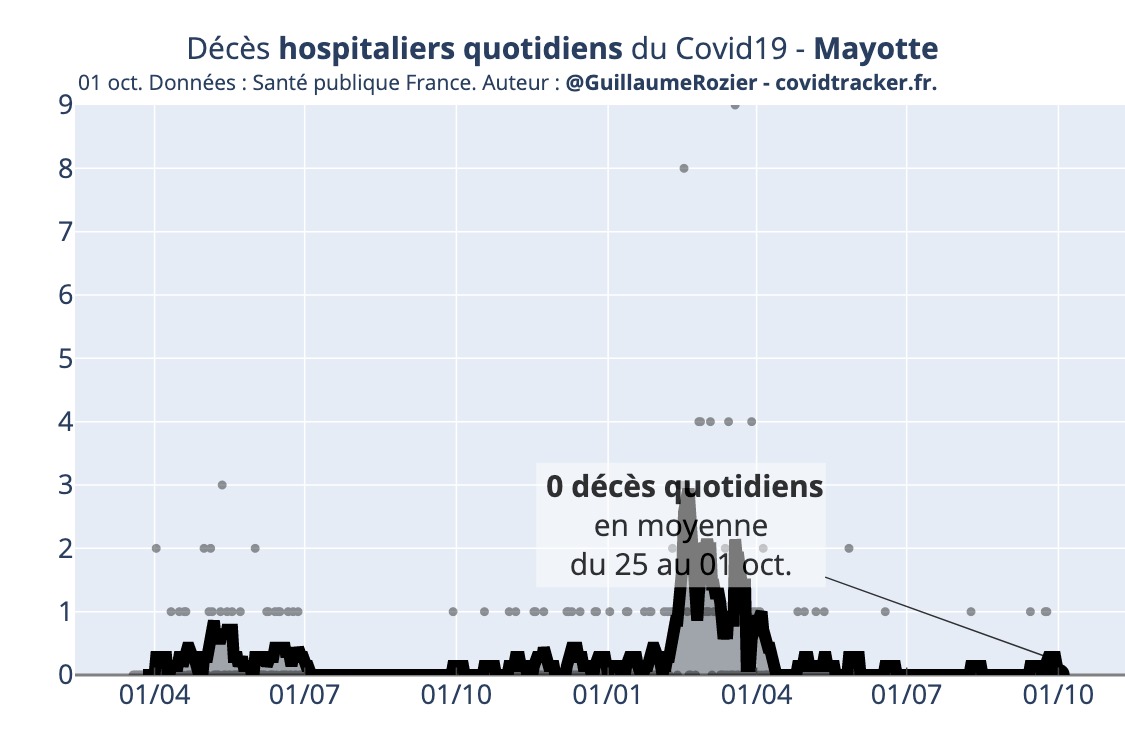 Décès hospitaliers quotidiens du Covid19 - Mayotte
01 oct. Données : Santé publique France. Auteur : @GuillaumeRozier - covidtracker.fr.
9
8
7
6
5
4
3
2
1
0
0 décès quotidiens
en moyenne
du 25 au 01 oct.
01/04 01/07 01/10 01/01 01/04 01/07 01/10